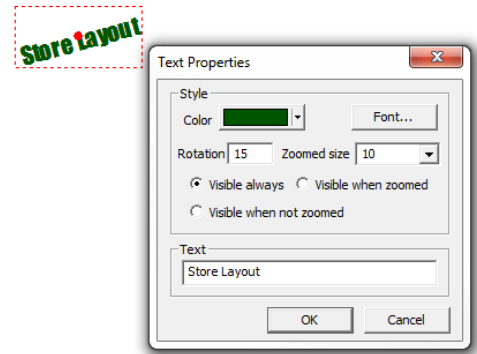 Store Layout
Text Properties
Style
Color
Font...
Rotation 15 Zoomed size 10
Visible always Visible when zoomed
Visible when not zoomed
Text
Store Layout
OK Cancel